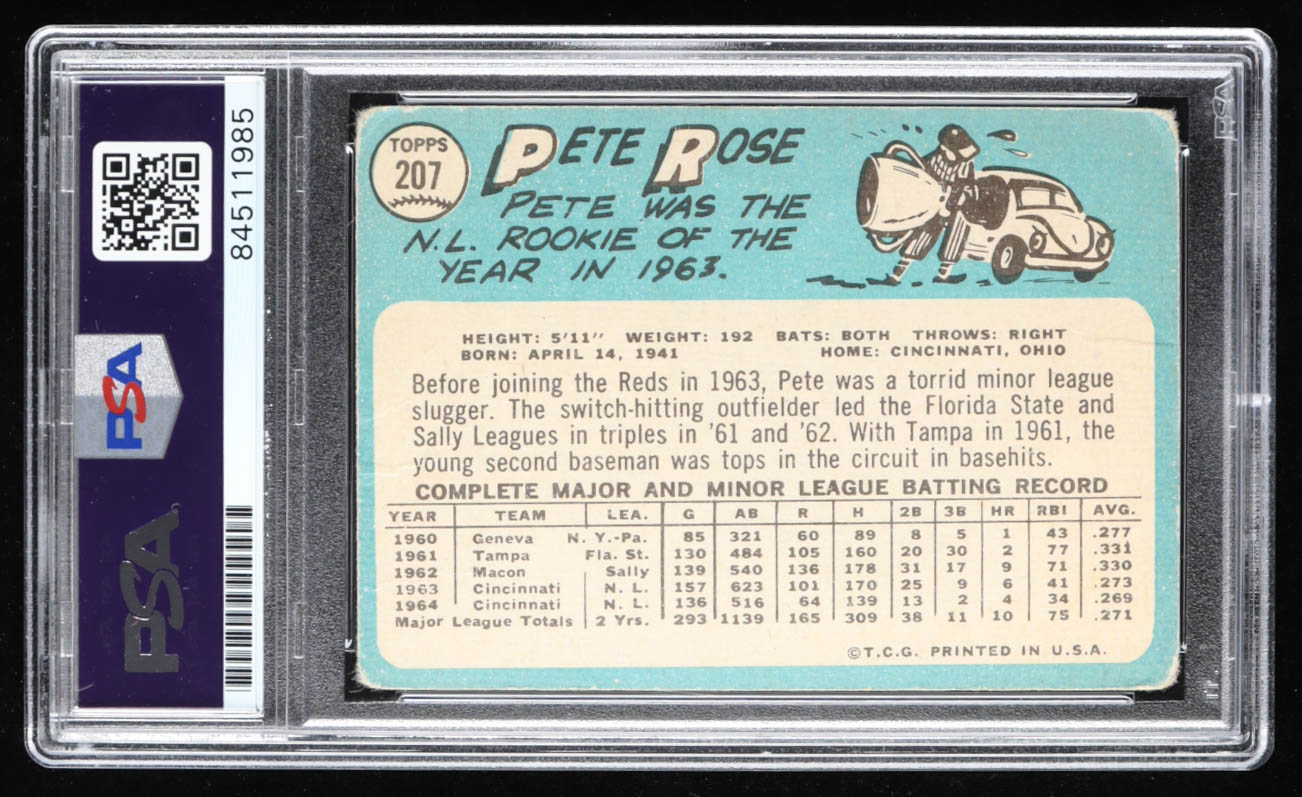 84511985
PSA
PSA
PSA
TOPPS
207
PETE ROSE
PETE WAS THE
N.L. ROOKIE OF THE
YEAR IN 1963.
HEIGHT: 5'11" WEIGHT: 192 BATS: BOTH THROWS: RIGHT
BORN: APRIL 14, 1941 HOME: CINCINNATI, OHIO
Before joining the Reds in 1963, Pete was a torrid minor league
slugger. The switch-hitting outfielder led the Florida State and
Sally Leagues in triples in '61 and '62. With Tampa in 1961, the
young second baseman was tops in the circuit in basehits.
COMPLETE MAJOR AND MINOR LEAGUE BATTING RECORD
YEAR TEAM LEA. G AB R H 2B 3B HR RBI AVG.
1960 Geneva N. Y.-Pa. 85 321 60 89 8 5 1 43 .277
1961 Tampa Fla. St. 130 484 105 160 20 30 2 77 .331
1962 Macon Sally 139 540 136 178 31 17 9 71 .330
1963 Cincinnati N. L. 157 623 101 170 25 9 6 41 .273
1964 Cincinnati N. L. 136 516 64 139 13 2 4 34 .269
Major League Totals 2 Yrs. 293 1139 165 309 38 11 10 75 .271
©T.C.G. PRINTED IN U.S.A.